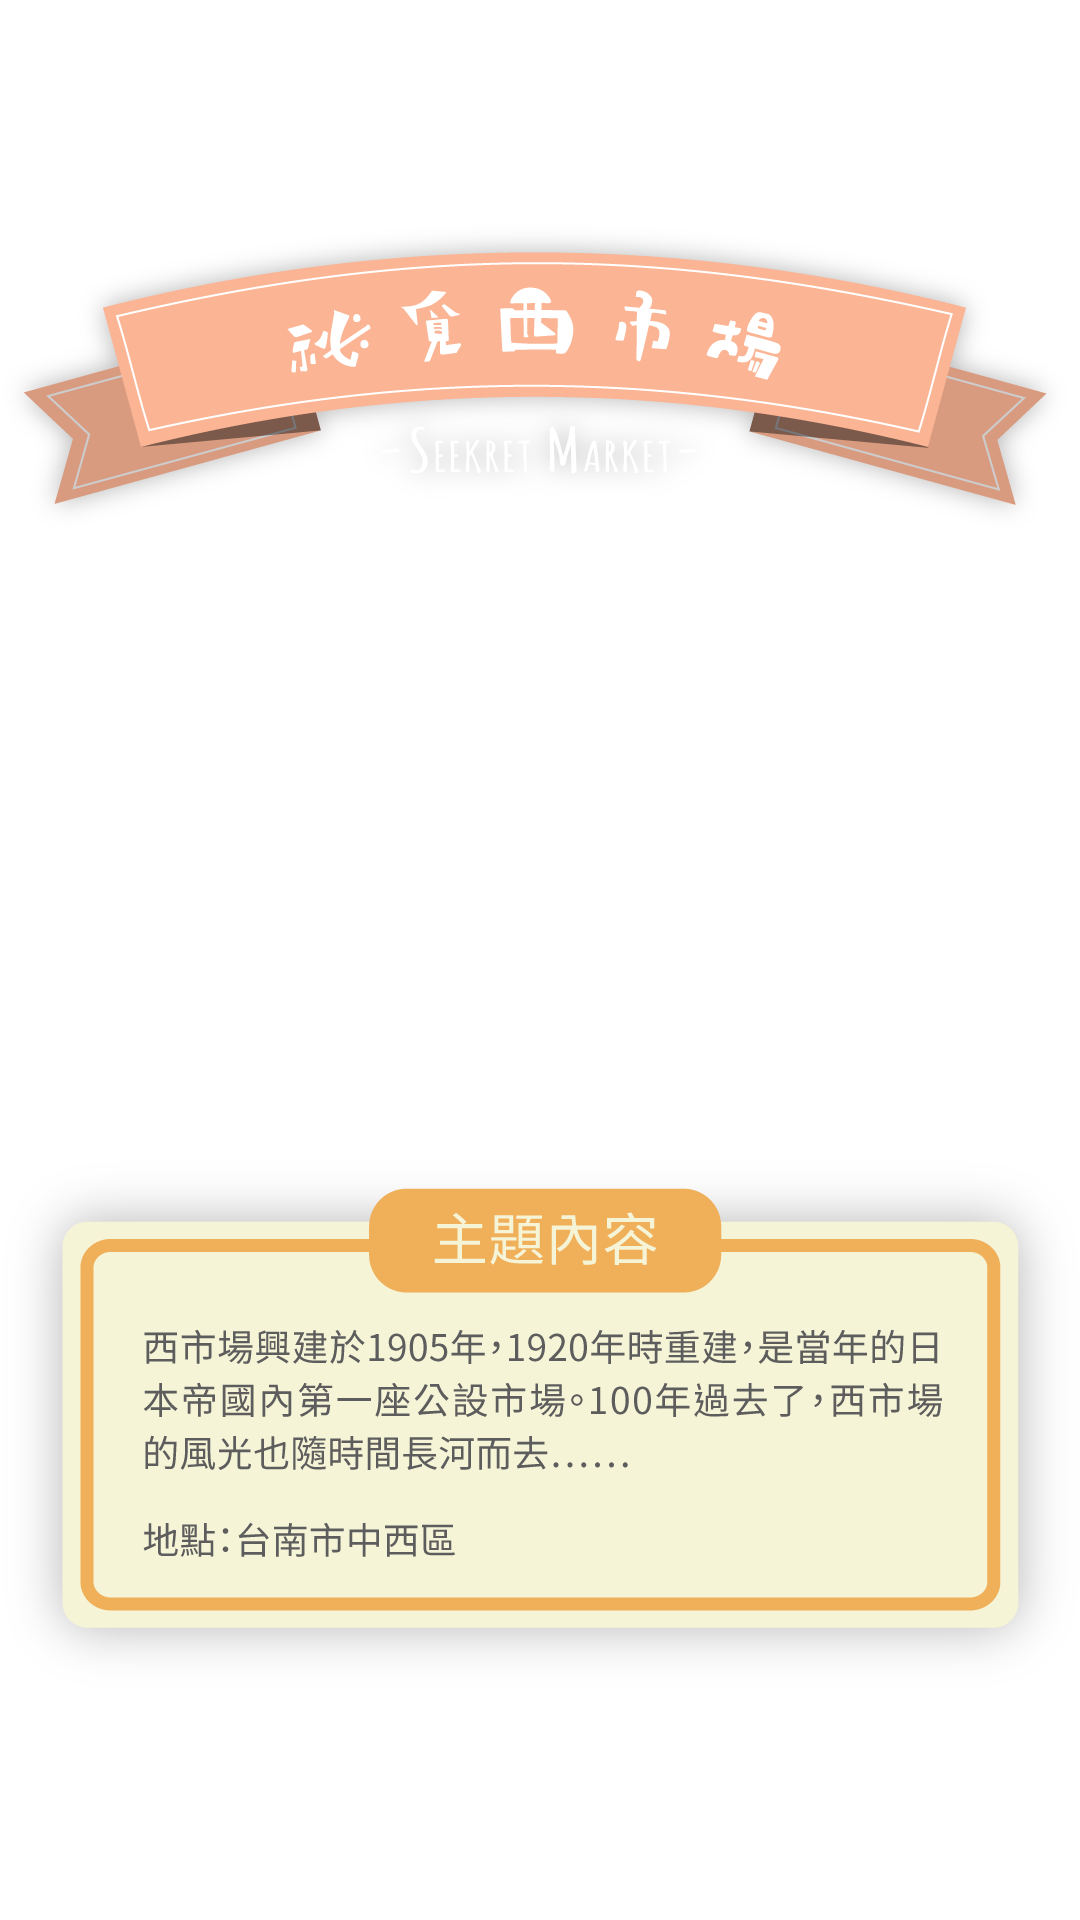 祕覓西市場
-SEEKRET MARKET-
主題內容
西市場興建於1905年，1920年時重建，是當年的日
本帝國內第一座公設市場。100年過去了，西市場
的風光也隨時間長河而去……
地點：台南市中西區